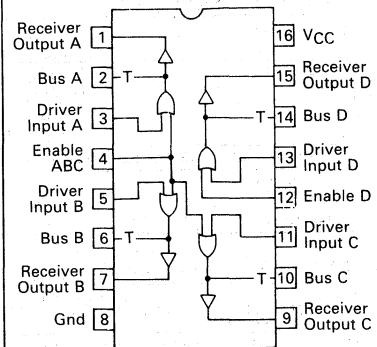 Receiver
Output A
1
Bus A
2
T
Driver
Input A
3
Enable
ABC
4
Driver
Input B
5
Bus B
6
T
Receiver
Output B
7
Gnd
8
16
VCC
15
Receiver
Output D
T
14
Bus D
13
Driver
Input D
12
Enable D
11
Driver
Input C
T
10
Bus C
9
Receiver
Output C